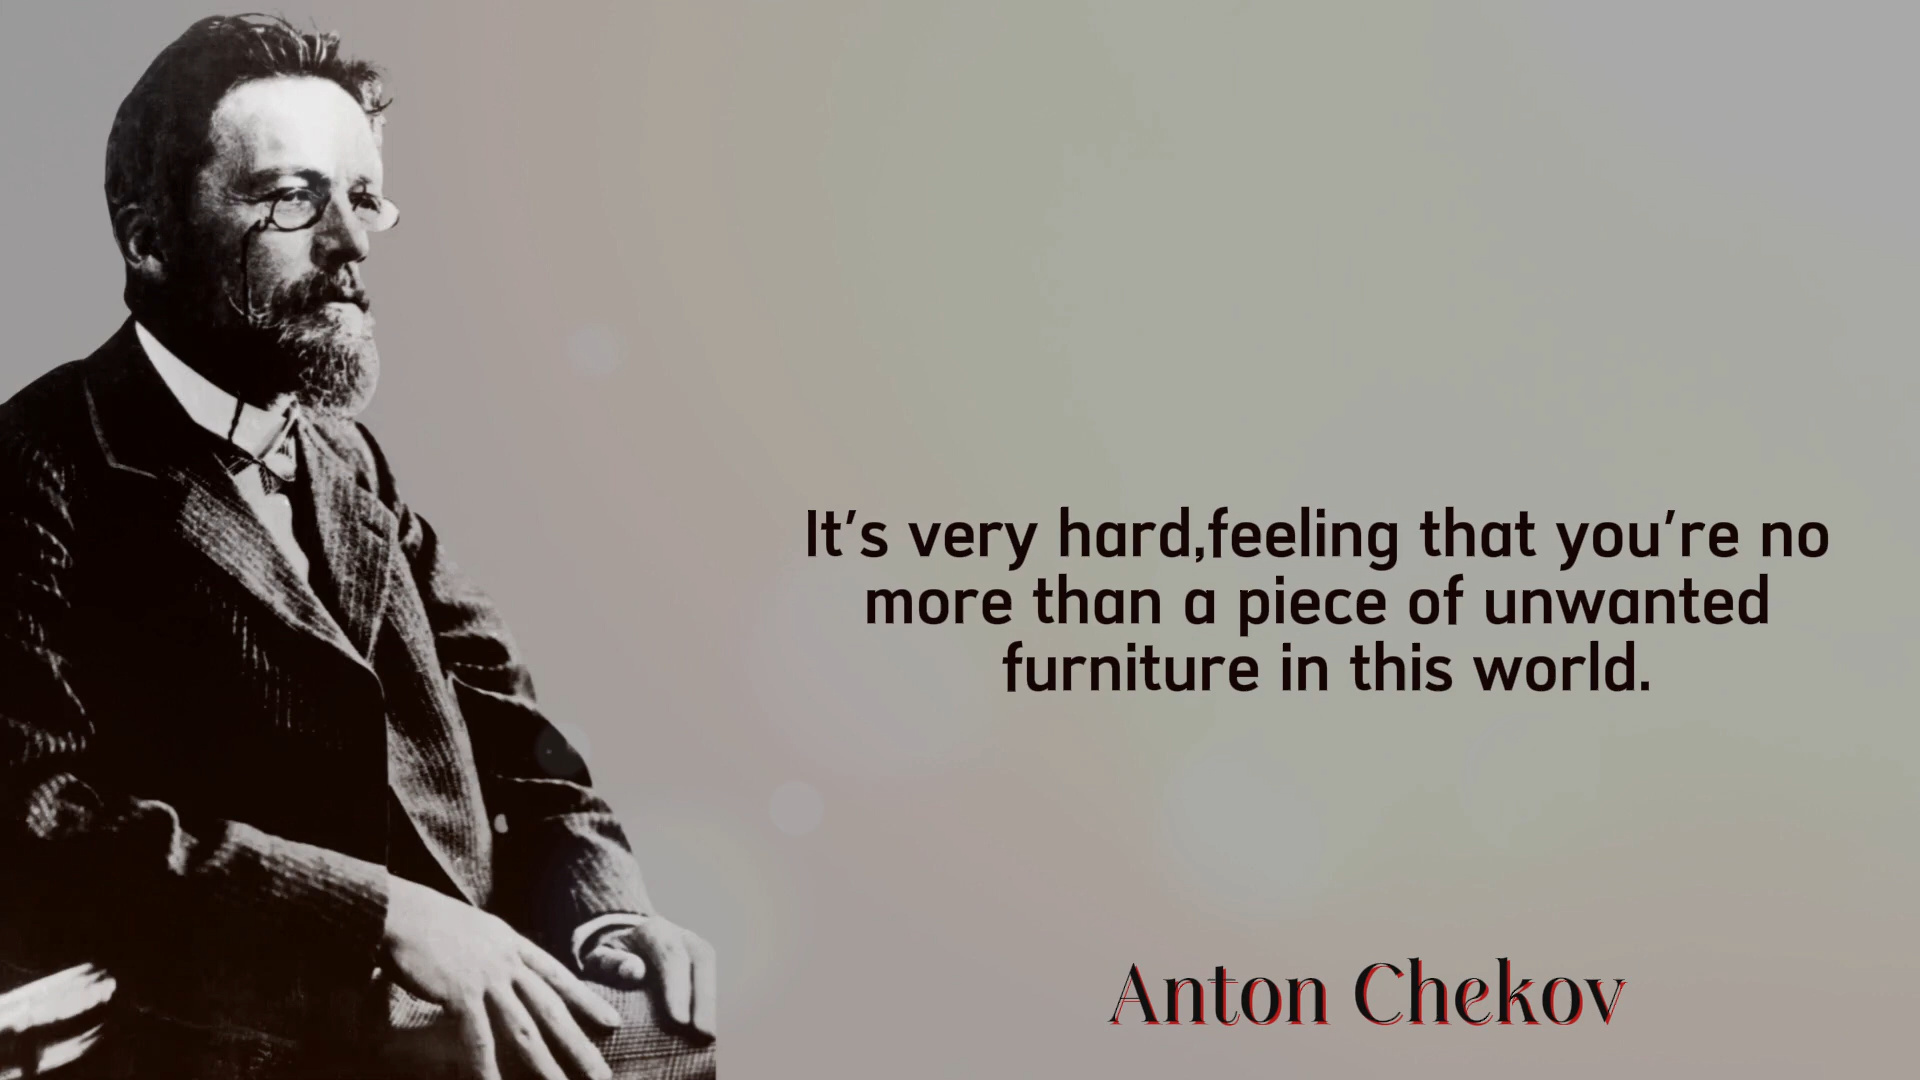 It's very hard,feeling that you're no
more than a piece of unwanted
furniture in this world.
Anton Chekov